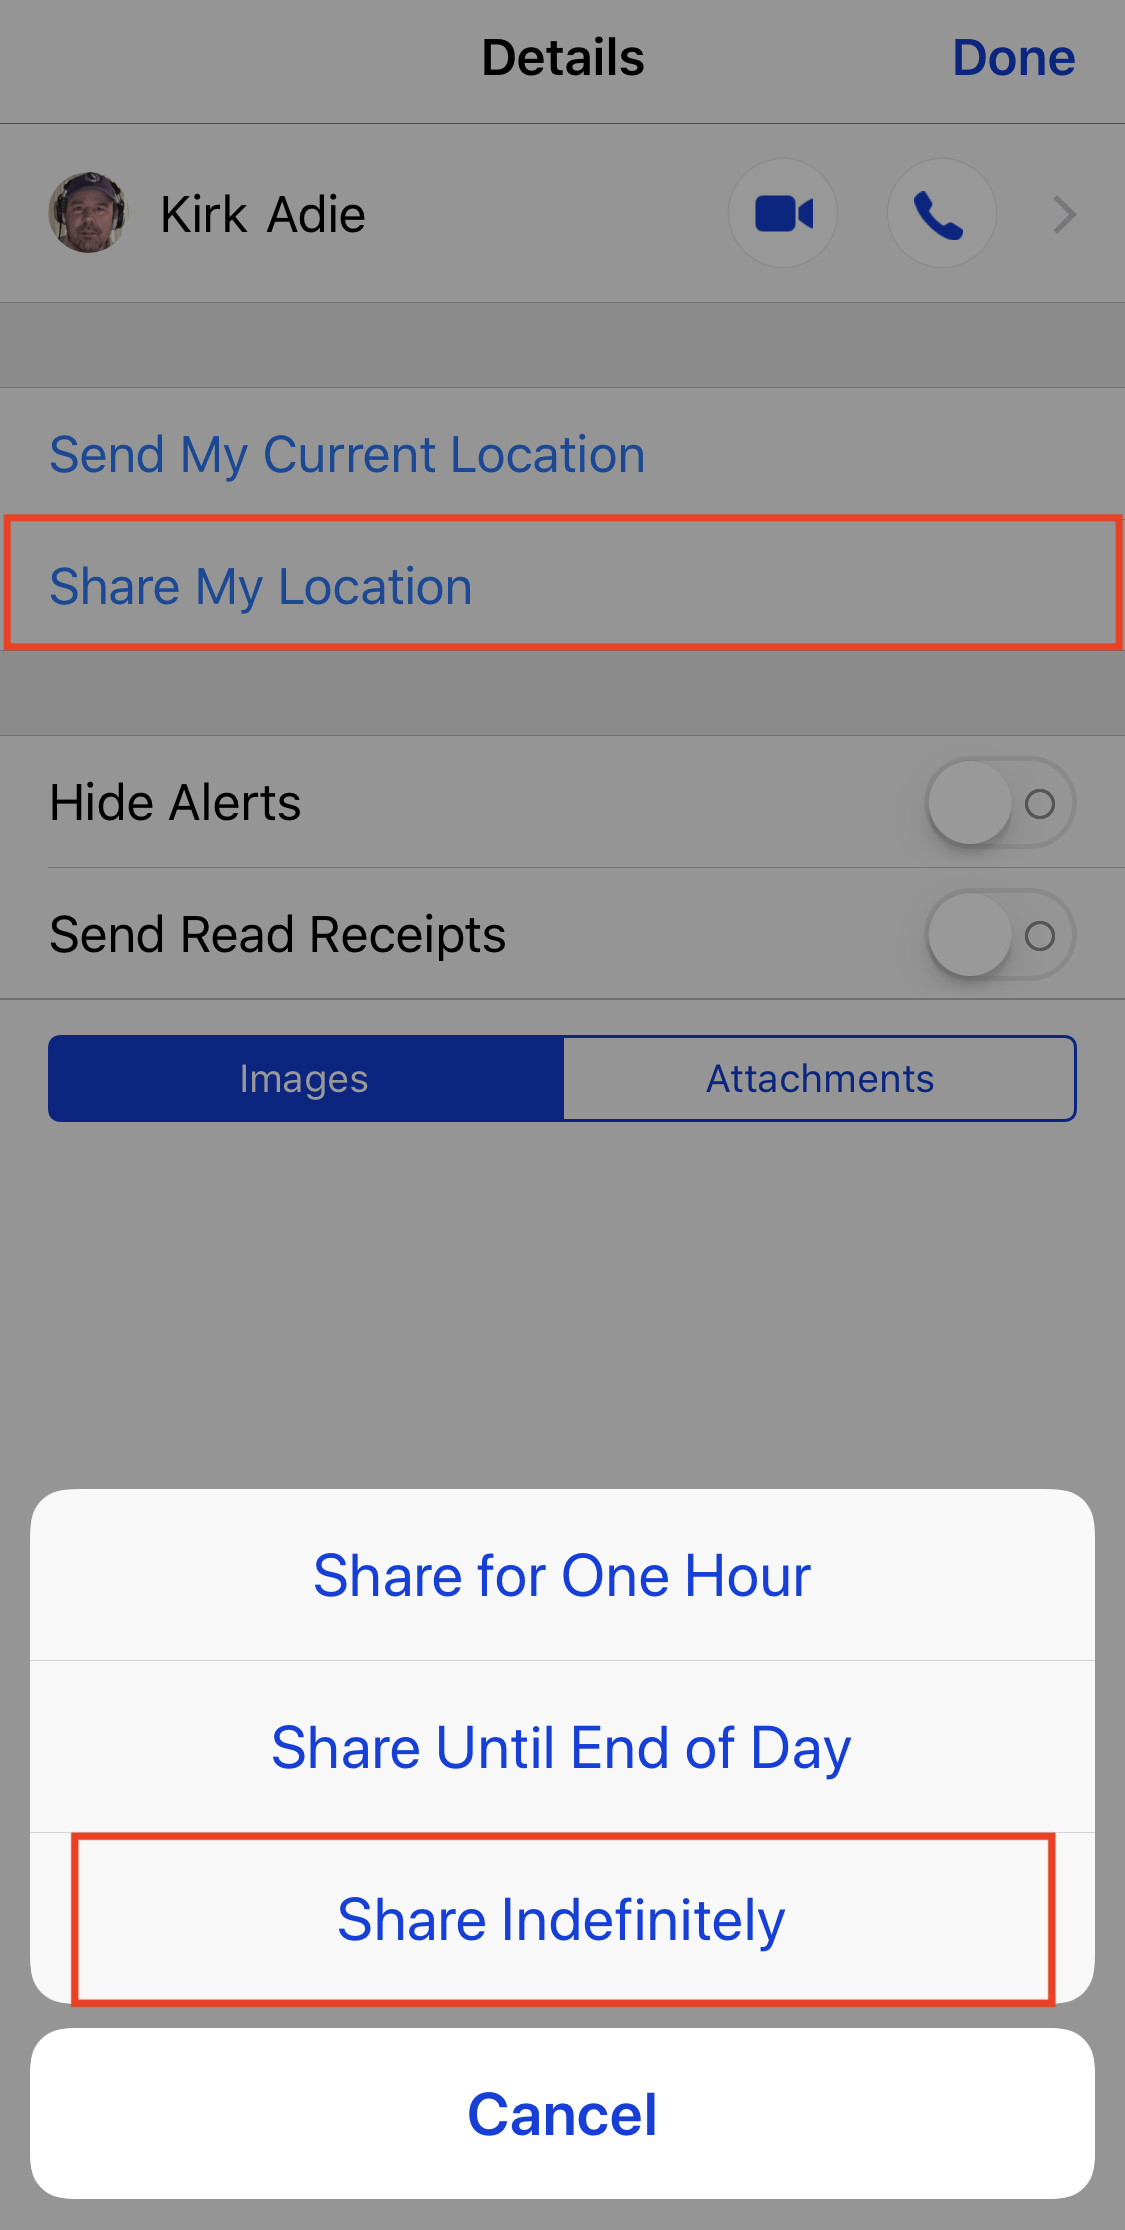 Details
Done
Kirk Adie
Send My Current Location
Share My Location
Hide Alerts
Send Read Receipts
Images
Attachments
Share for One Hour
Share Until End of Day
Share Indefinitely
Cancel